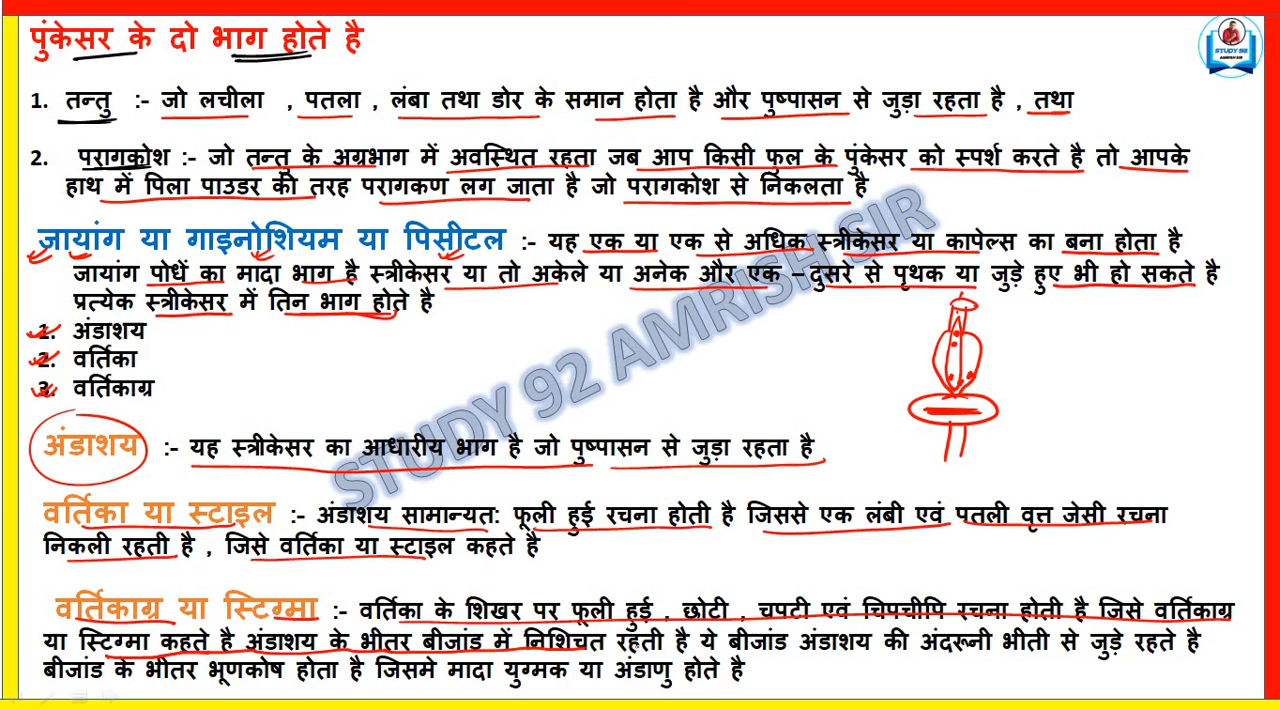 पुंकेसर के दो भाग होते है
STUDY 92
AMRISH SIR
1. तन्तु :- जो लचीला , पतला , लंबा तथा डोर के समान होता है और पुष्पासन से जुड़ा रहता है , तथा
2. परागकोश :- जो तन्तु के अग्रभाग में अवस्थित रहता जब आप किसी फुल के पुंकेसर को स्पर्श करते है तो आपके
हाथ में पिला पाउडर की तरह परागकण लग जाता है जो परागकोश से निकलता है
जायांग या गाइनोशियम या पिसीटल :- यह एक या एक से अधिक स्त्रीकेसर या कापेल्स का बना होता है
जायांग पोधें का मादा भाग है स्त्रीकेसर या तो अकेले या अनेक और एक – दुसरे से पृथक या जुड़े हुए भी हो सकते है
प्रत्येक स्त्रीकेसर में तिन भाग होते है
1. अंडाशय
2. वर्तिका
3. वर्तिकाग्र
STUDY 92 AMRISH SIR
अंडाशय :- यह स्त्रीकेसर का आधारीय भाग है जो पुष्पासन से जुड़ा रहता है
वर्तिका या स्टाइल :- अंडाशय सामान्यत: फूली हुई रचना होती है जिससे एक लंबी एवं पतली वृत्त जेसी रचना
निकली रहती है , जिसे वर्तिका या स्टाइल कहते है
वर्तिकाग्र या स्टिग्मा :- वर्तिका के शिखर पर फूली हुई , छोटी , चपटी एवं चिपचीपि रचना होती है जिसे वर्तिकाग्र
या स्टिग्मा कहते है अंडाशय के भीतर बीजांड में निशिचत रहती है ये बीजांड अंडाशय की अंदरूनी भीती से जुड़े रहते है
बीजांड के भीतर भूणकोष होता है जिसमे मादा युग्मक या अंडाणु होते है